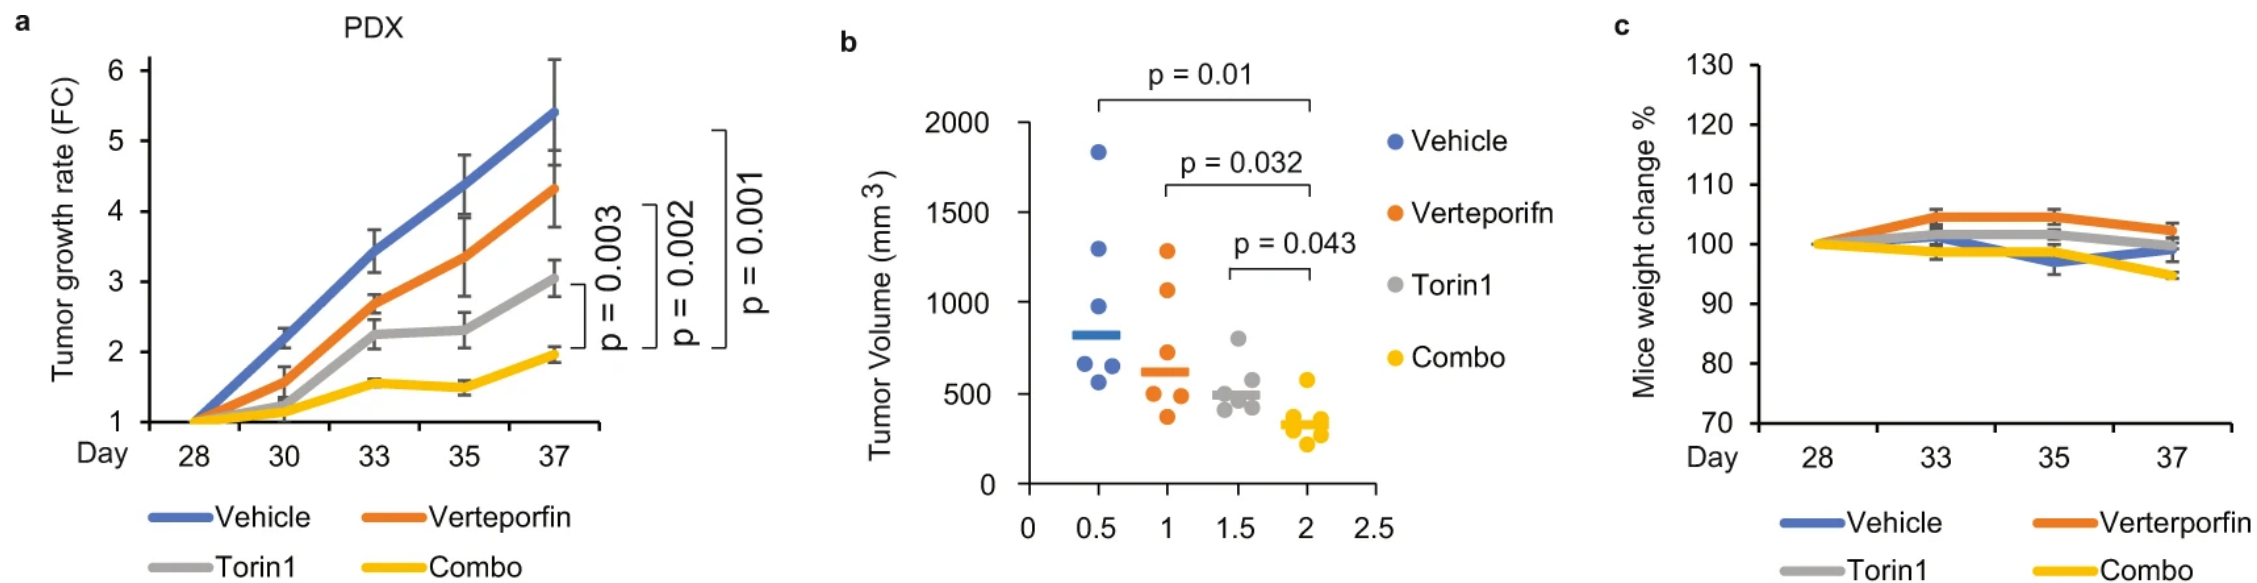 a
PDX
Tumor growth rate (FC)
6
5
4
3
2
1
Day
28 30 33 35 37
p = 0.003
p = 0.002
p = 0.001
Vehicle Verteporfin
Torin1 Combo
b
Tumor Volume (mm3)
2000
1500
1000
500
0
0 0.5 1 1.5 2 2.5
p = 0.01
p = 0.032
p = 0.043
Vehicle
Verteporifn
Torin1
Combo
c
Mice weight change %
130
120
110
100
90
80
70
Day
28 33 35 37
Vehicle Verterporfin
Torin1 Combo